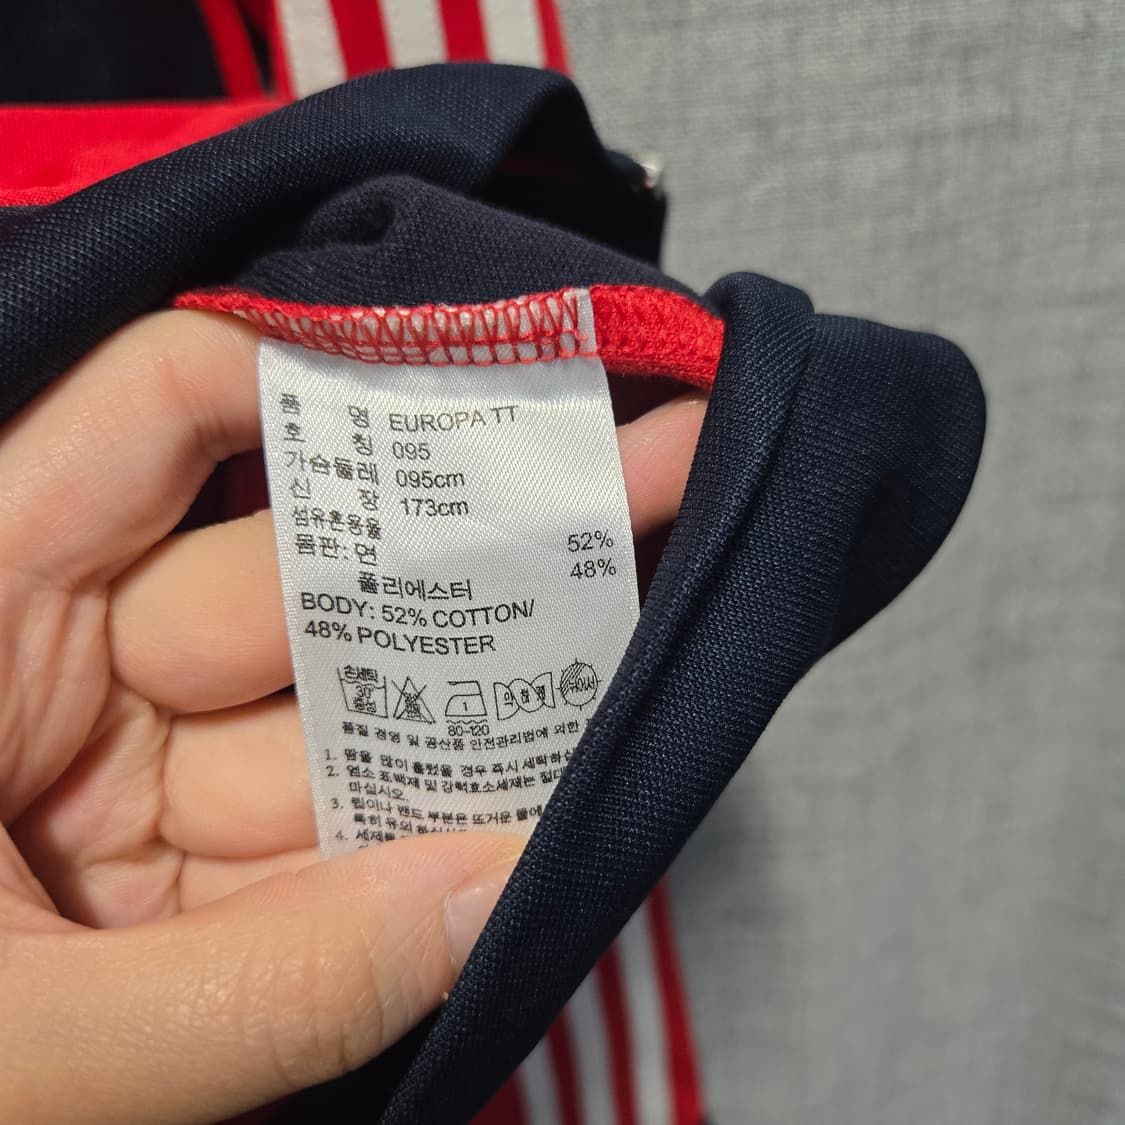 품 명 EUROPA TT
호 칭 095
가슴둘레 095cm
신 장 173cm
섬유혼용율
몸판: 면 52%
폴리에스터 48%
BODY: 52% COTTON/
48% POLYESTER
손세탁
30°
중성
80~120
품질 경영 및 공산품 안전관리법에 의한
1. 땀을 많이 흘렸을 경우 즉시 세탁하
2. 염소 표백제 및 강력효소세제는 절대
마십시오.
3. 립이나 밴드 부분은 뜨거운 물에
특히 유의 하십시오
4. 세제를